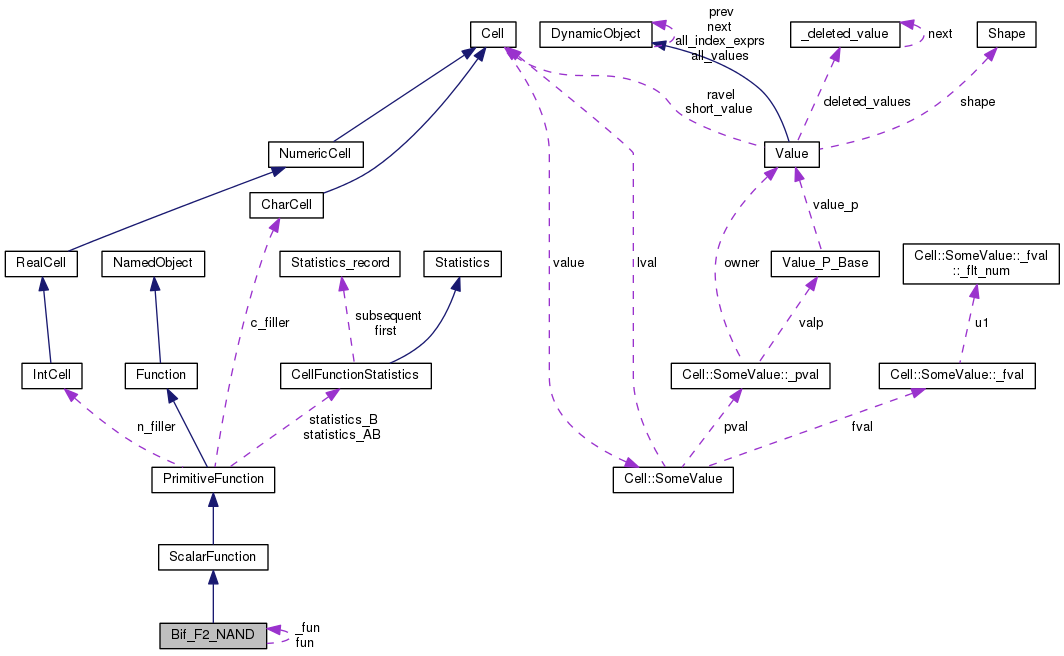 prev
Cell
DynamicObject
next
_deleted_value
next
Shape
all_index_exprs
all_values
ravel
short_value
deleted_values
shape
NumericCell
Value
CharCell
value_p
RealCell
NamedObject
Statistics_record
Statistics
value
lval
owner
Value_P_Base
Cell::SomeValue::_fval
::_flt_num
c_filler
subsequent
first
valp
u1
IntCell
Function
CellFunctionStatistics
Cell::SomeValue::_pval
Cell::SomeValue::_fval
n_filler
statistics_B
statistics_AB
pval
fval
PrimitiveFunction
Cell::SomeValue
ScalarFunction
Bif_F2_NAND
_fun
fun